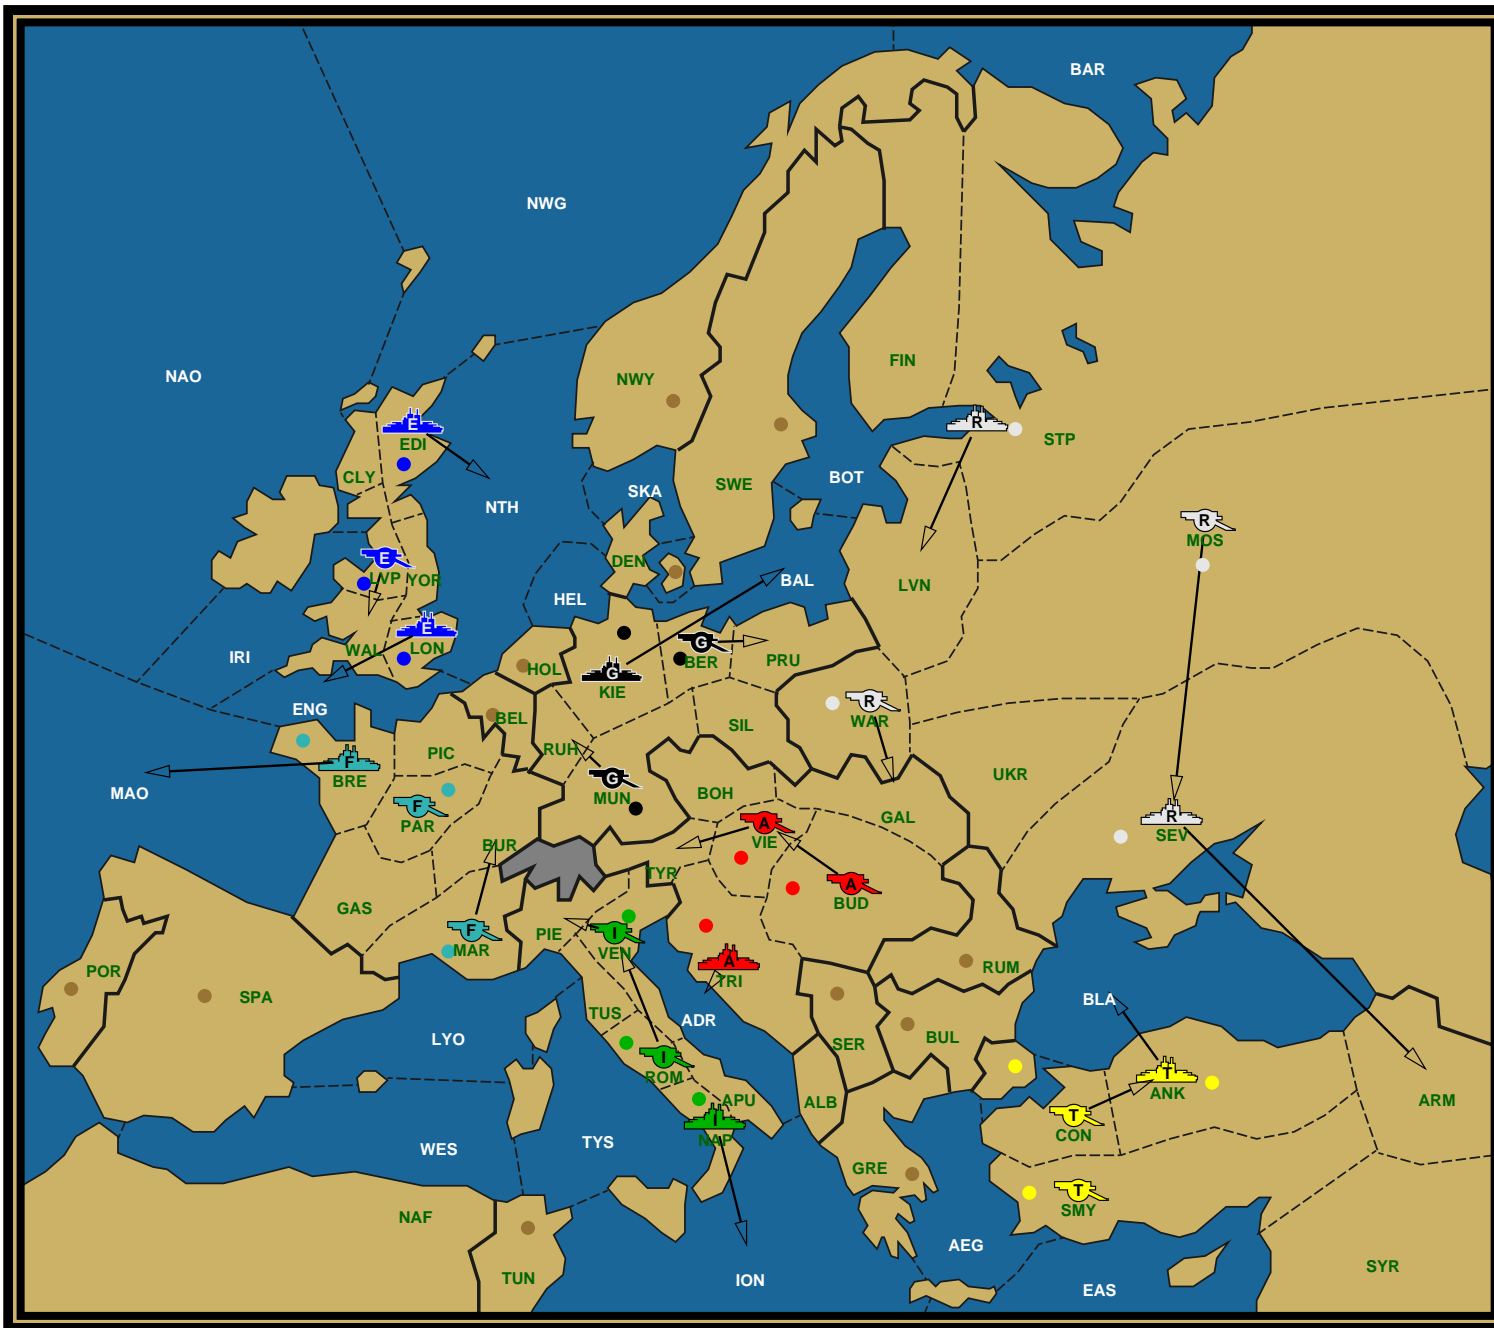 BAR
NWG
NAO
FIN
NWY
R
E
EDI
STP
CLY
BOT
SWE
SKA
NTH
R
MOS
E
LVP
YOR
DEN
BAL
LVN
HEL
E
LON
WAL
IRI
G
BER
PRU
HOL
G
KIE
R
WAR
ENG
BEL
SIL
PIC
RUH
F
BRE
UKR
G
MUN
MAO
BOH
F
PAR
GAL
R
SEV
A
VIE
BUR
TYR
A
BUD
GAS
F
MAR
PIE
I
VEN
A
TRI
RUM
POR
SPA
BLA
TUS
ADR
LYO
SER
BUL
I
ROM
T
ANK
APU
ALB
ARM
I
NAP
T
CON
TYS
WES
GRE
T
SMY
NAF
AEG
SYR
TUN
ION
EAS